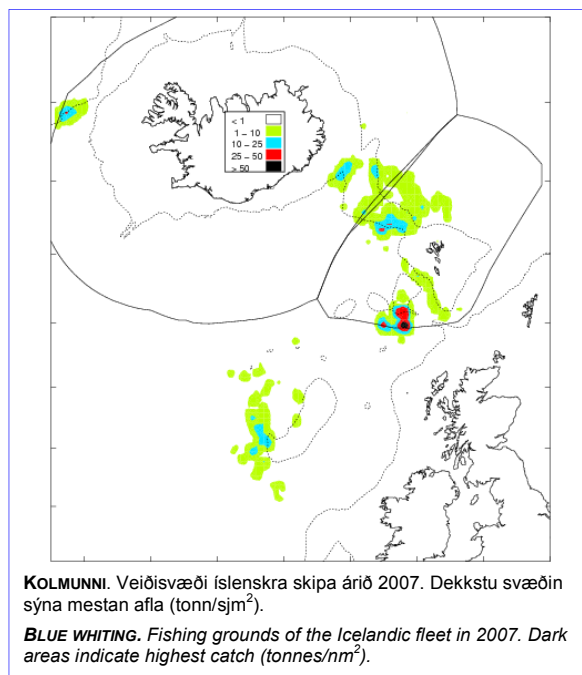 < 1
1 – 10
10 – 25
25 – 50
> 50
KOLMUNNI. Veiðisvæði íslenskra skipa árið 2007. Dekkstu svæðin
sýna mestan afla (tonn/sjm²).
BLUE WHITING. Fishing grounds of the Icelandic fleet in 2007. Dark
areas indicate highest catch (tonnes/nm²).